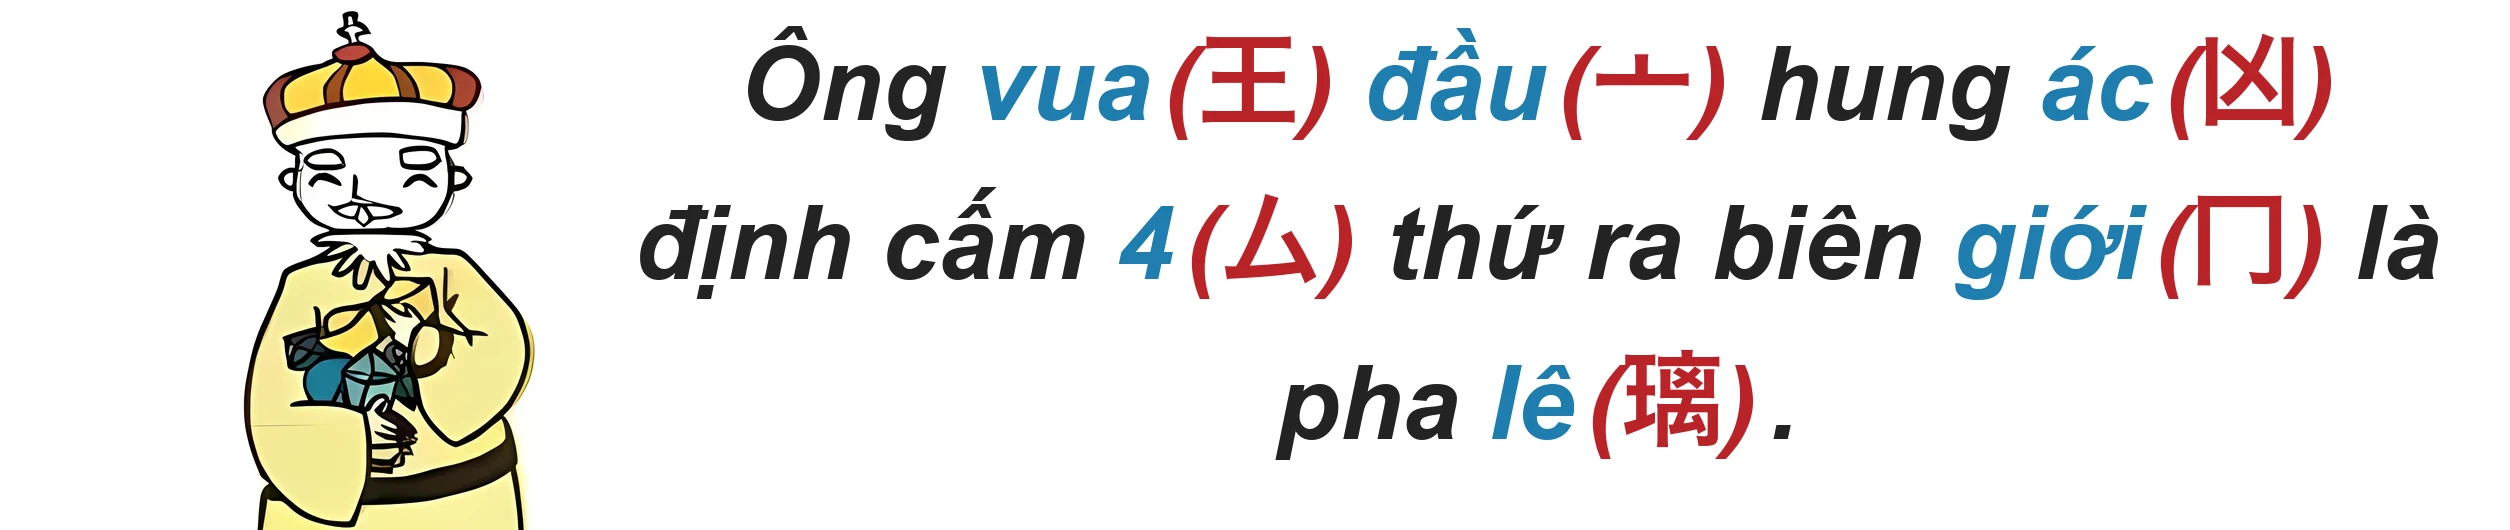 Ông vua(王) đầu(亠) hung ác(凶)
định cấm 4(厶) thứ ra biên giới(冂) là
pha lê(璃).